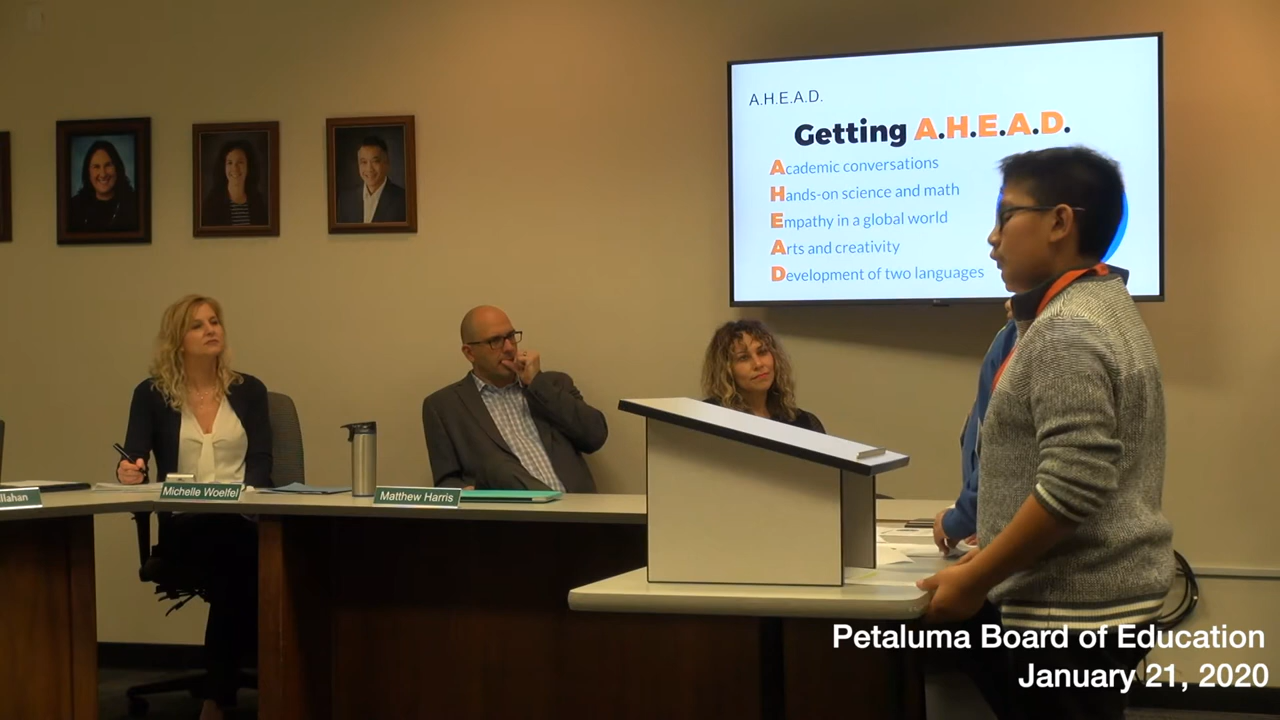 A.H.E.A.D.
Getting A.H.E.A.D.
Academic conversations
Hands-on science and math
Empathy in a global world
Arts and creativity
Development of two languages
Michelle Woelfel
Matthew Harris
Petaluma Board of Education
January 21, 2020